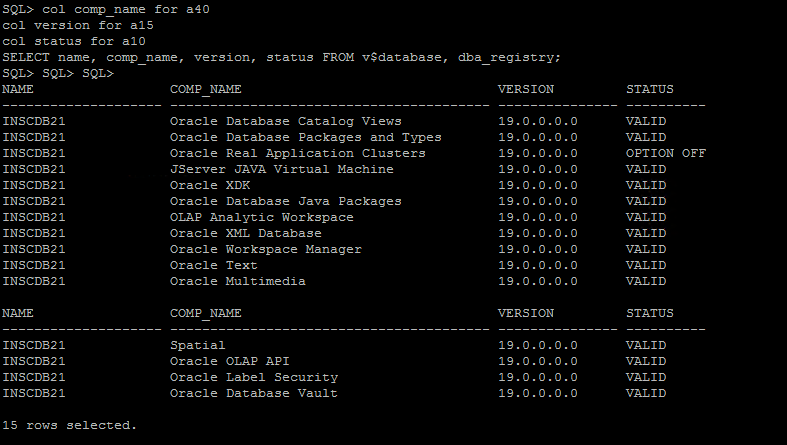 SQL> col comp_name for a40
col version for a15
col status for a10
SELECT name, comp_name, version, status FROM v$database, dba_registry;
SQL> SQL> SQL>
NAME                 COMP_NAME                                VERSION         STATUS
-------------------- ---------------------------------------- --------------- ----------
INSCDB21             Oracle Database Catalog Views            19.0.0.0.0      VALID
INSCDB21             Oracle Database Packages and Types       19.0.0.0.0      VALID
INSCDB21             Oracle Real Application Clusters         19.0.0.0.0      OPTION OFF
INSCDB21             JServer JAVA Virtual Machine             19.0.0.0.0      VALID
INSCDB21             Oracle XDK                               19.0.0.0.0      VALID
INSCDB21             Oracle Database Java Packages            19.0.0.0.0      VALID
INSCDB21             OLAP Analytic Workspace                  19.0.0.0.0      VALID
INSCDB21             Oracle XML Database                      19.0.0.0.0      VALID
INSCDB21             Oracle Workspace Manager                 19.0.0.0.0      VALID
INSCDB21             Oracle Text                              19.0.0.0.0      VALID
INSCDB21             Oracle Multimedia                        19.0.0.0.0      VALID

NAME                 COMP_NAME                                VERSION         STATUS
-------------------- ---------------------------------------- --------------- ----------
INSCDB21             Spatial                                  19.0.0.0.0      VALID
INSCDB21             Oracle OLAP API                          19.0.0.0.0      VALID
INSCDB21             Oracle Label Security                    19.0.0.0.0      VALID
INSCDB21             Oracle Database Vault                    19.0.0.0.0      VALID

15 rows selected.